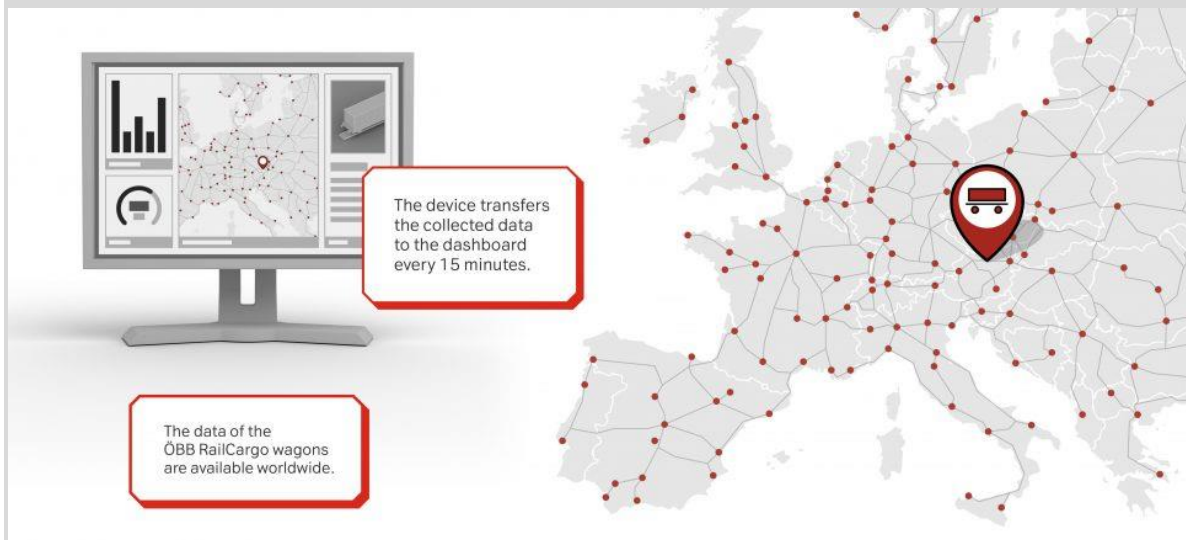 The device transfers
the collected data
to the dashboard
every 15 minutes.
The data of the
ÖBB RailCargo wagons
are available worldwide.